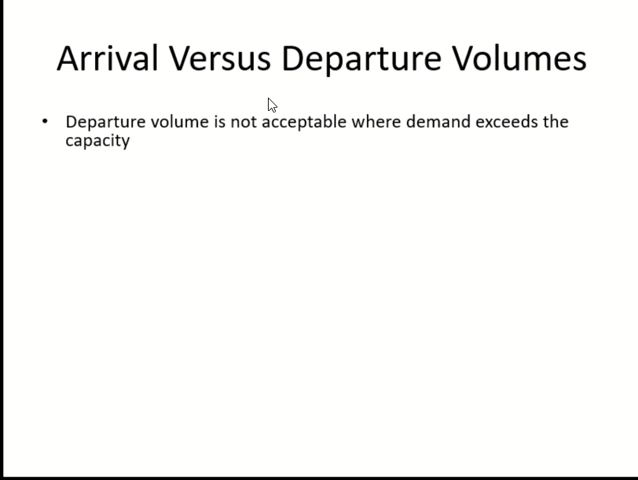 Arrival Versus Departure Volumes
• Departure volume is not acceptable where demand exceeds the
capacity